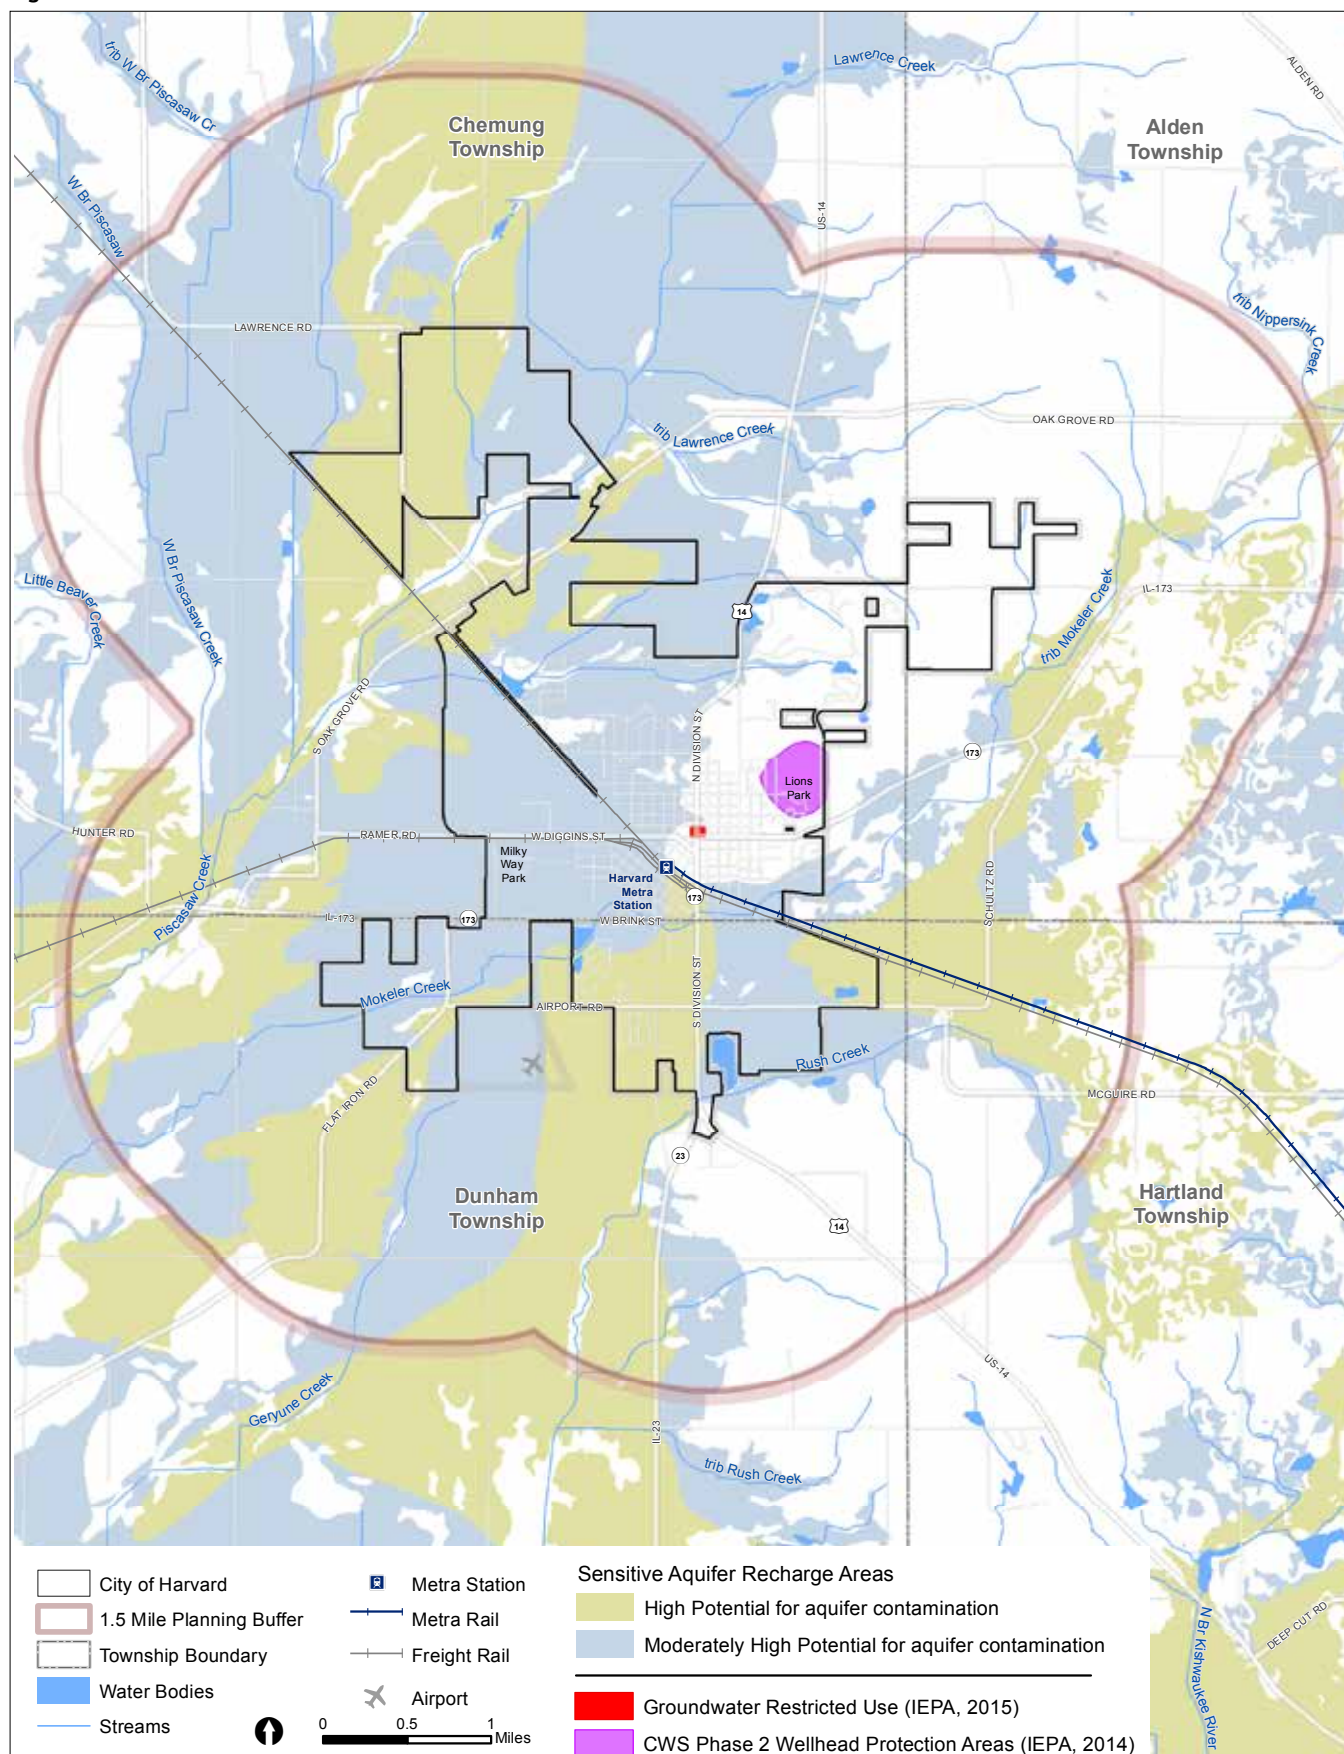 trib W Br Piscasaw Cr
Lawrence Creek
ALDEN RD
Chemung
Township
Alden
Township
W Br Piscasaw
US-14
trib Nippersink Creek
LAWRENCE RD
OAK GROVE RD
trib Lawrence Creek
W Br Piscasaw Creek
Little Beaver
Creek
IL-173
14
trib Mokeler Creek
S OAK GROVE RD
N DIVISION ST
173
Lions
Park
HUNTER RD
RAMER RD
W DIGGINS ST
Milky
Way
Park
Harvard
Metra
Station
173
SCHULTZ RD
Piscasaw Creek
IL-173
173
W BRINK ST
Mokeler Creek
AIRPORT RD
S DIVISION ST
Rush Creek
FLAT IRON RD
MCGUIRE RD
23
Dunham
Township
Hartland
Township
14
US-14
Geryune Creek
IL-23
trib Rush Creek
N Br Kishwaukee River
DEEP CUT RD
City of Harvard
1.5 Mile Planning Buffer
Township Boundary
Water Bodies
Streams
Metra Station
Metra Rail
Freight Rail
Airport
0 0.5 1
Miles
Sensitive Aquifer Recharge Areas
High Potential for aquifer contamination
Moderately High Potential for aquifer contamination
Groundwater Restricted Use (IEPA, 2015)
CWS Phase 2 Wellhead Protection Areas (IEPA, 2014)